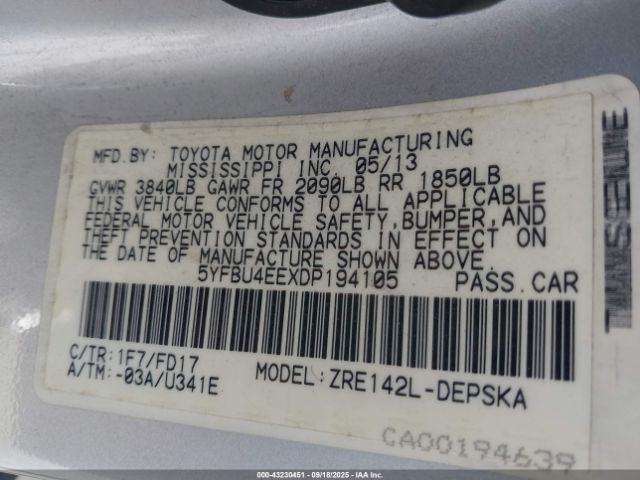 MFD.BY: TOYOTA MOTOR MANUFACTURING
MISSISSIPPI INC. 05/13
GVWR 3840LB GAWR FR 2090LB RR 1850LB
THIS VEHICLE CONFORMS TO ALL APPLICABLE
FEDERAL MOTOR VEHICLE SAFETY,BUMPER,AND
THEFT PREVENTION STANDARDS IN EFFECT ON
THE DATE OF MANUFACTURE SHOWN ABOVE.
5YFBU4EEXDP194105 PASS.CAR
C/TR:1F7/FD17
A/TM:-03A/U341E
MODEL:ZRE142L-DEPSKA
CA00194639
000-43230451 - 09/18/2025 - IAA Inc.